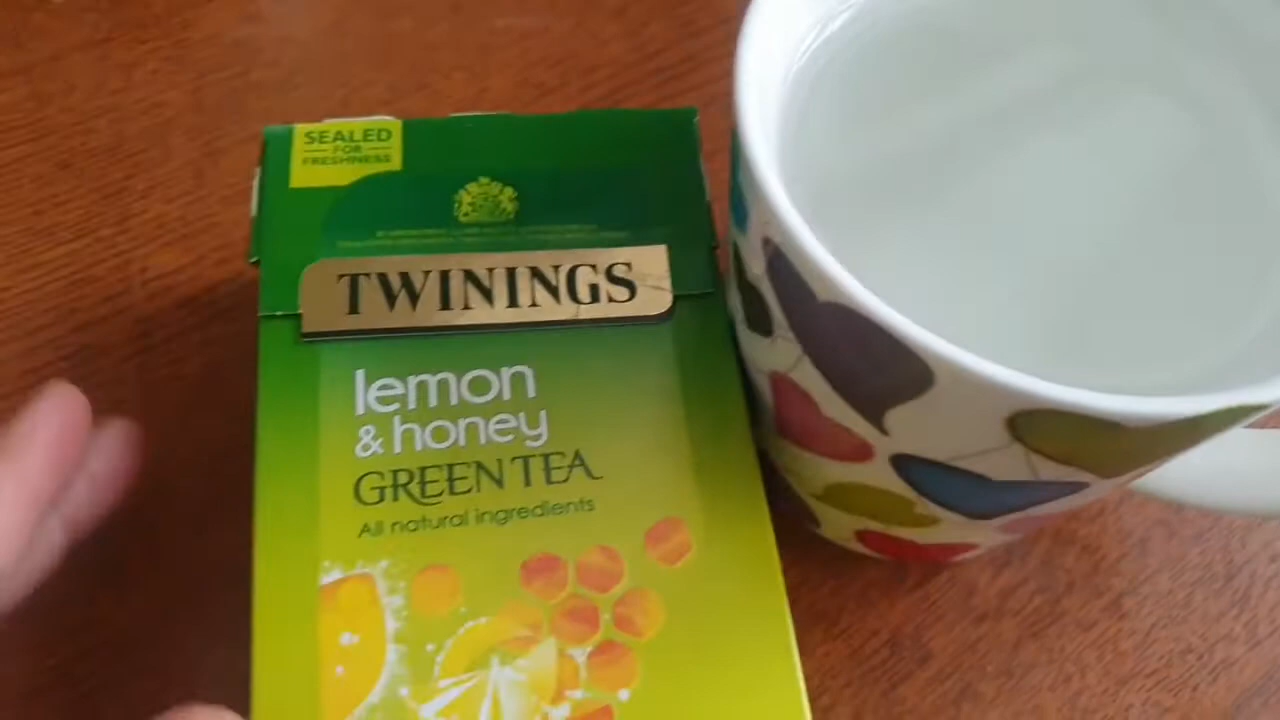 SEALED
FOR
FRESHNESS
TWININGS
lemon
& honey
GREEN TEA
All natural ingredients